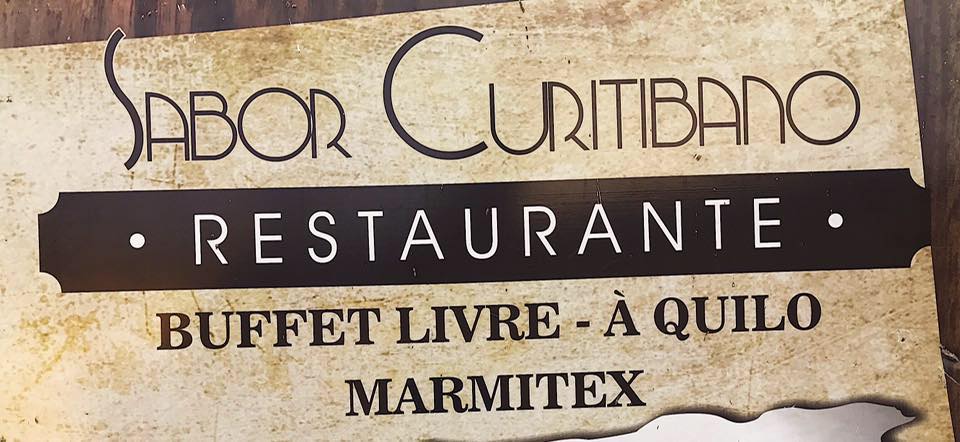 SABOR CURITIBANO
• RESTAURANTE •
BUFFET LIVRE - À QUILO
MARMITEX